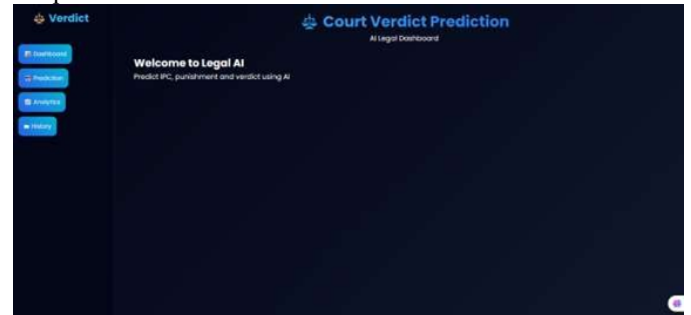 Verdict
Court Verdict Prediction
AI Legal Dashboard
Dashboard
Prediction
Analytics
History
Welcome to Legal AI
Predict IPC, punishment and verdict using AI